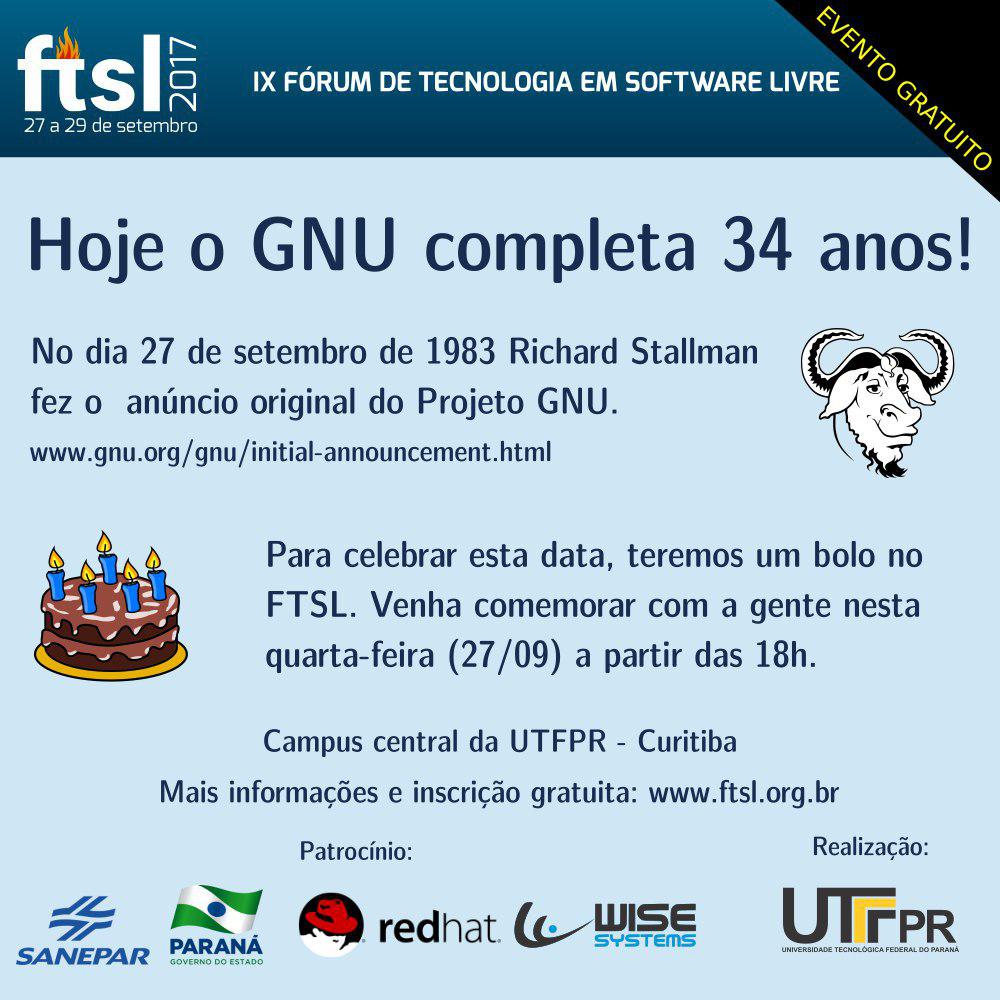 ftsl 2017
27 a 29 de setembro
IX FÓRUM DE TECNOLOGIA EM SOFTWARE LIVRE
EVENTO GRATUITO
Hoje o GNU completa 34 anos!
No dia 27 de setembro de 1983 Richard Stallman
fez o anúncio original do Projeto GNU.
www.gnu.org/gnu/initial-announcement.html
Para celebrar esta data, teremos um bolo no
FTSL. Venha comemorar com a gente nesta
quarta-feira (27/09) a partir das 18h.
Campus central da UTFPR - Curitiba
Mais informações e inscrição gratuita: www.ftsl.org.br
Patrocínio:
Realização:
SANEPAR
PARANÁ
GOVERNO DO ESTADO
redhat.
WISE
SYSTEMS
UTFPR
UNIVERSIDADE TECNOLÓGICA FEDERAL DO PARANÁ